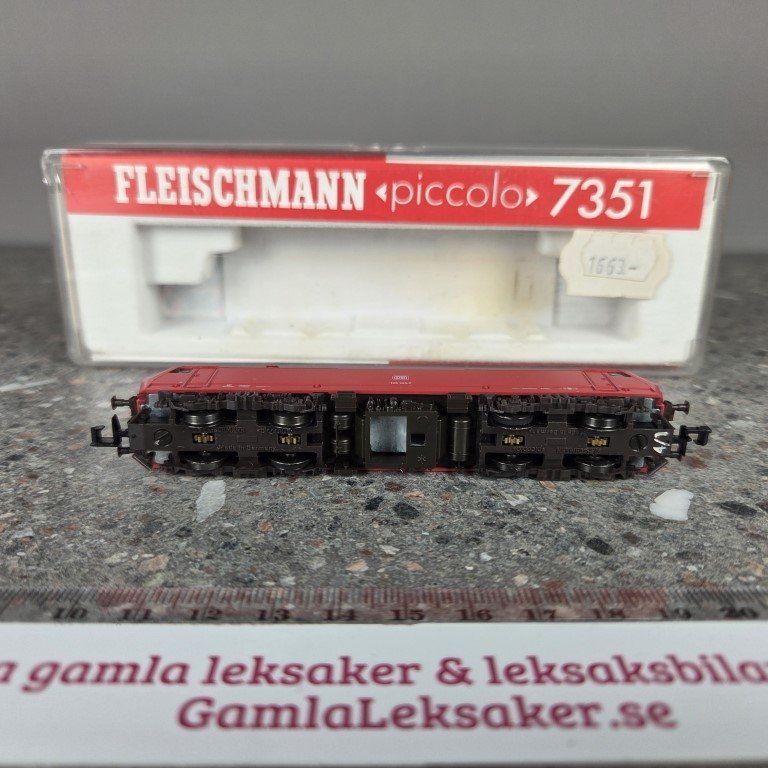 FLEISCHMANN «piccolo» 7351
1663.-
10 11 12 13 14 15 16 17 18 19 20
a gamla leksaker & leksaksbila
GamlaLeksaker.se